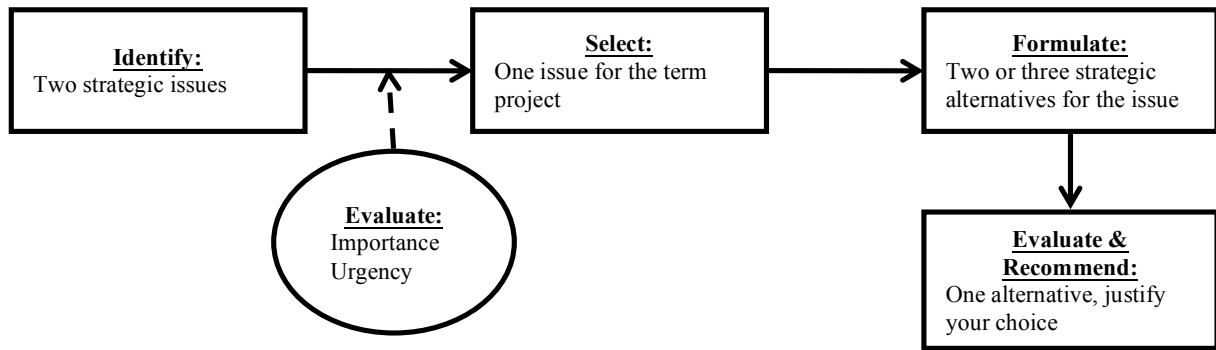 Identify:
Two strategic issues
Select:
One issue for the term
project
Formulate:
Two or three strategic
alternatives for the issue
Evaluate:
Importance
Urgency
Evaluate &
Recommend:
One alternative, justify
your choice